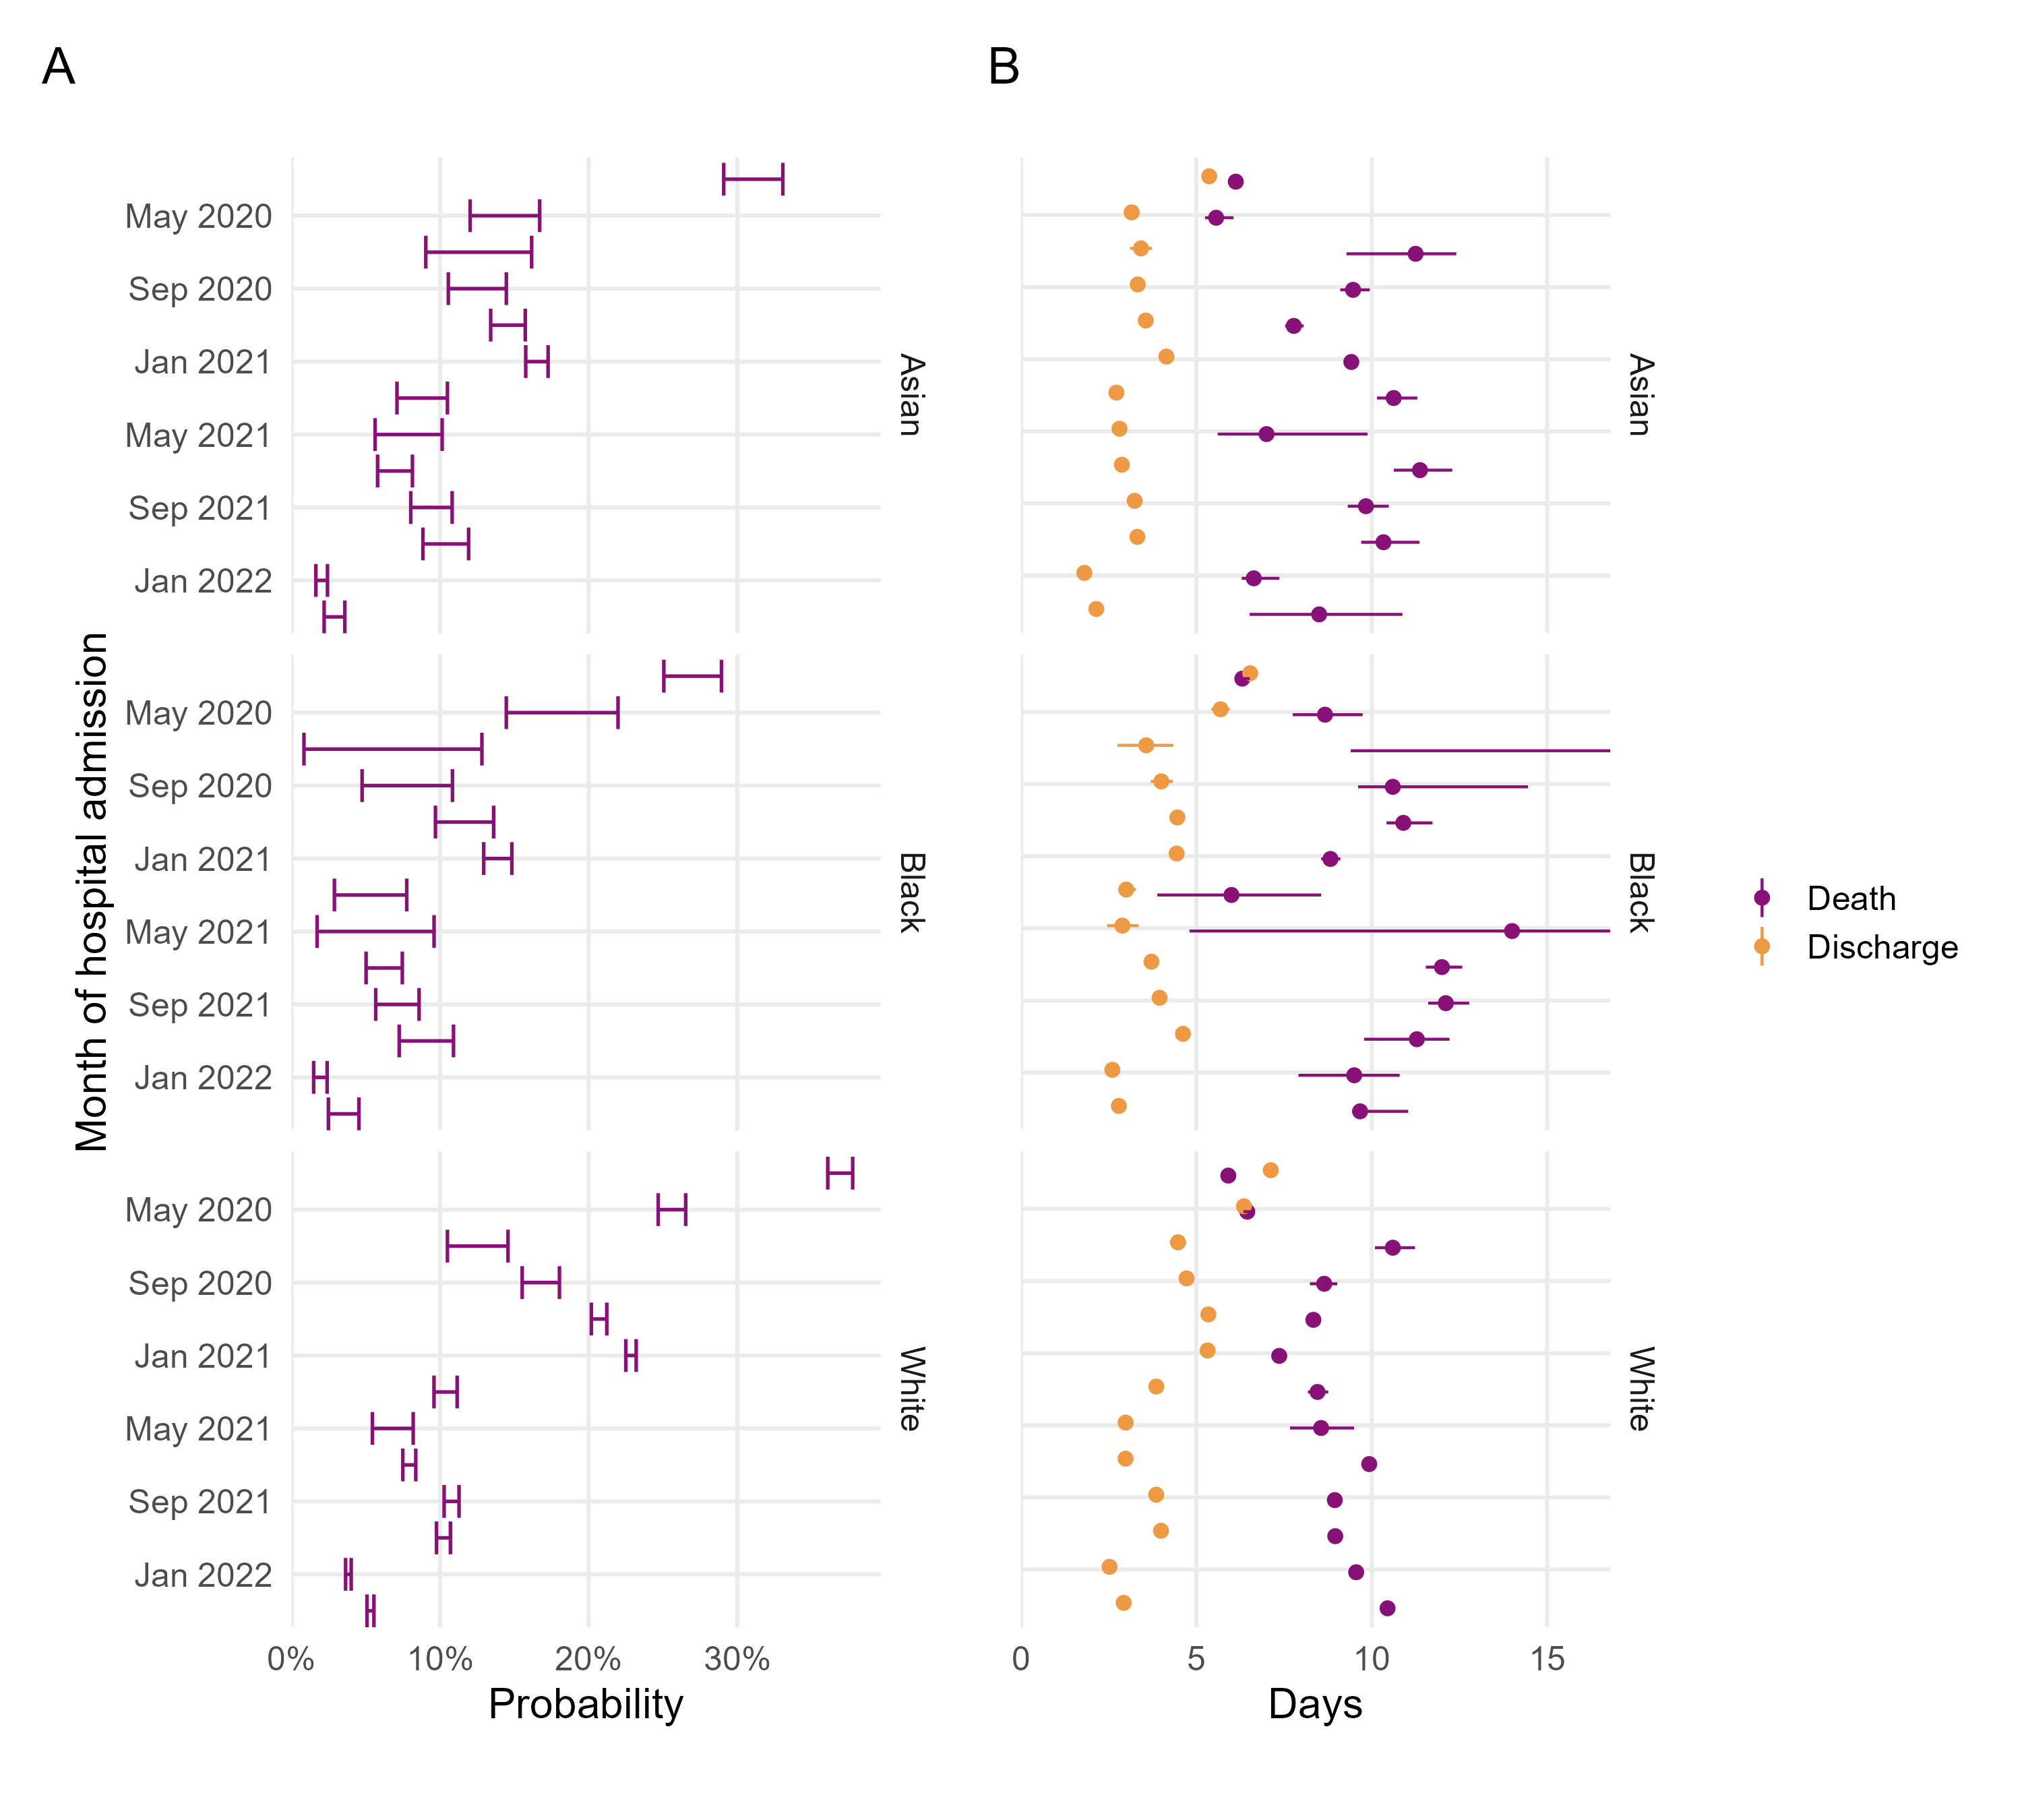 A
B
May 2020
Sep 2020
Jan 2021
May 2021
Sep 2021
Jan 2022
Asian
Asian
May 2020
Sep 2020
Jan 2021
May 2021
Sep 2021
Jan 2022
Black
Black
May 2020
Sep 2020
Jan 2021
May 2021
Sep 2021
Jan 2022
White
White
Month of hospital admission
0% 10% 20% 30%
Probability
0 5 10 15
Days
Death
Discharge